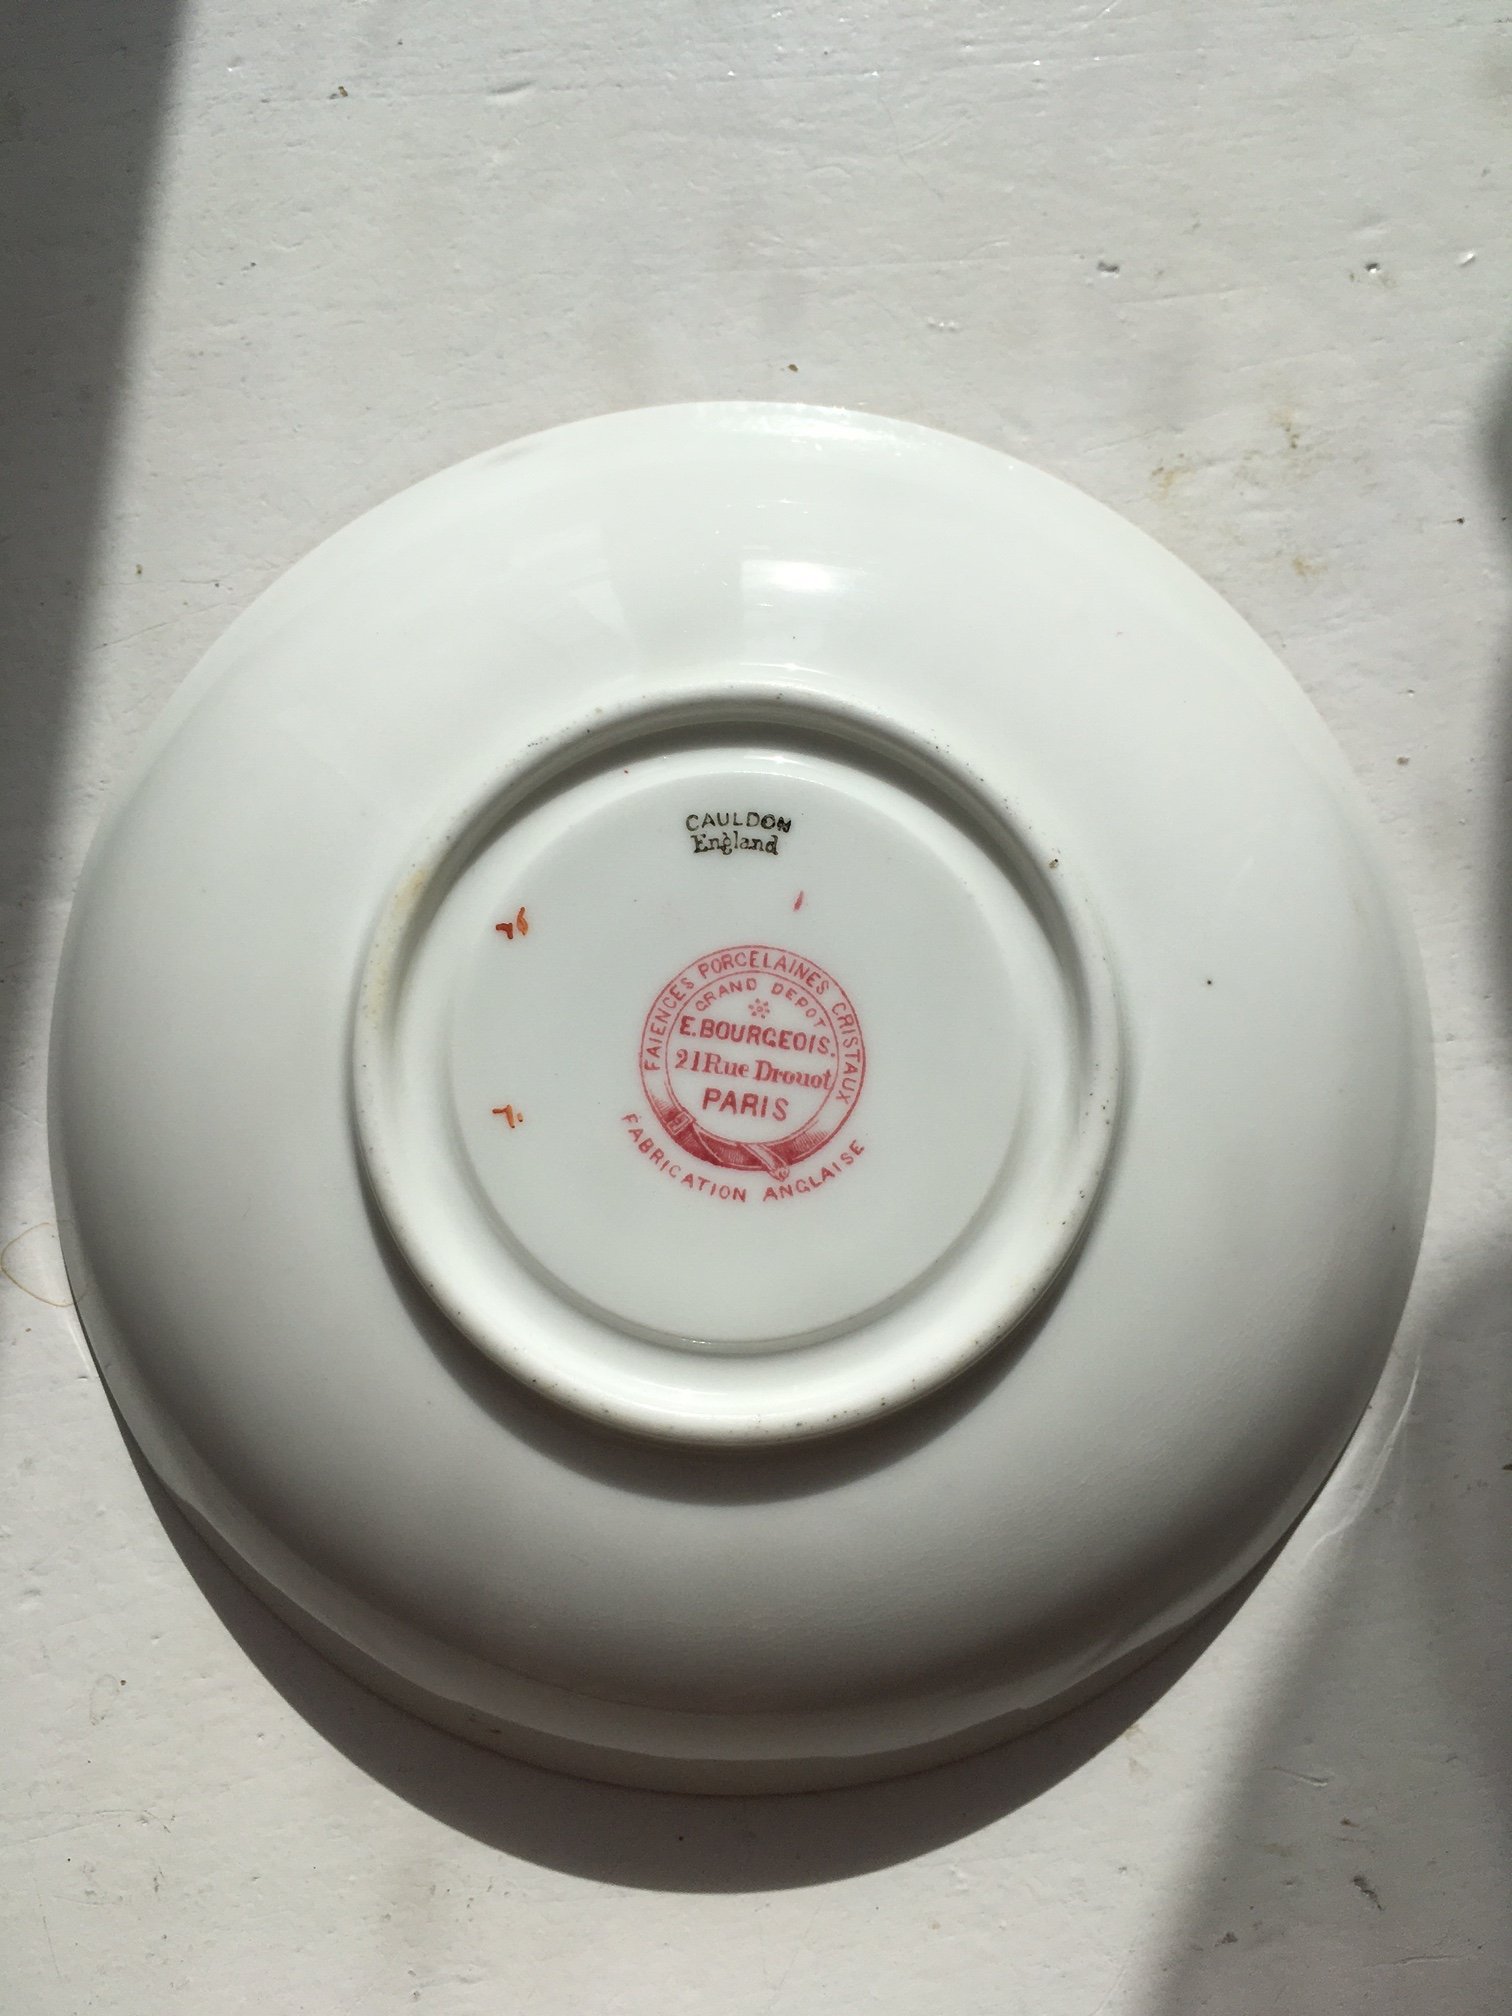 CAULDON
England
FAIENCES PORCELAINES CRISTAUX
GRAND DEPOT
E. BOURGEOIS.
21 Rue Drouot
PARIS
FABRICATION ANGLAISE